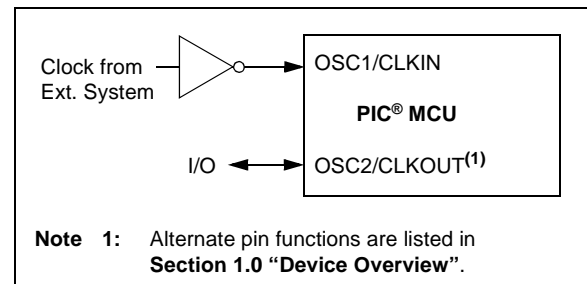 Clock from
Ext. System
OSC1/CLKIN
PIC® MCU
I/O
OSC2/CLKOUT(1)
Note 1: Alternate pin functions are listed in
Section 1.0 “Device Overview”.